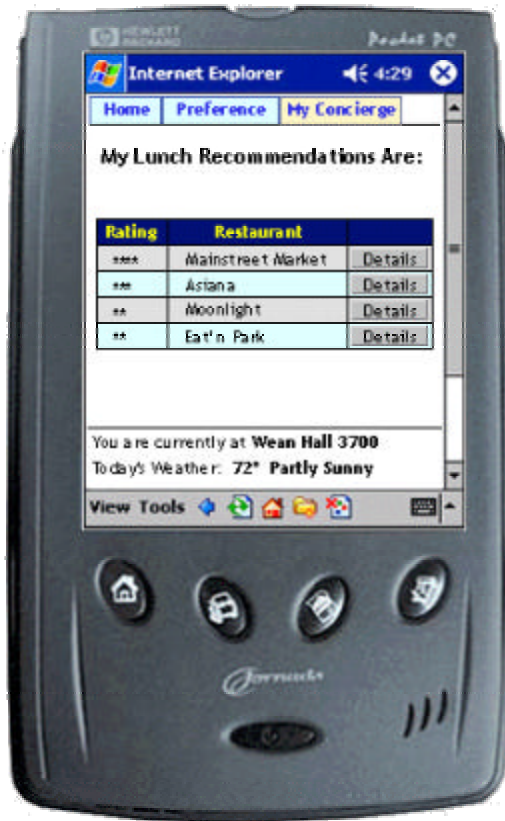 hp HEWLETT
PACKARD
Pocket PC
Internet Explorer 4:29
Home Preference My Concierge
My Lunch Recommendations Are:
Rating Restaurant
**** Mainstreet Market Details
*** Asiana Details
** Moonlight Details
** Eat'n Park Details
You are currently at Wean Hall 3700
Today's Weather: 72° Partly Sunny
View Tools
Jornada